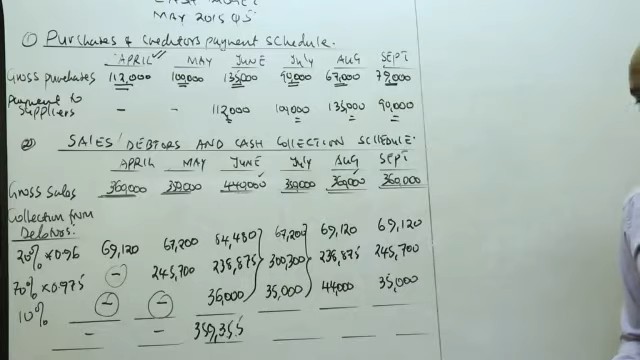 MAY 2015 Q5
① Purchases & creditors payment schedule.
APRIL MAY JUNE July AUG SEPT
Gross purchases 112,000 100,000 135,000 90,000 67,000 79,000
payment to
suppliers - - 112,000 100,000 135,000 90,000
② SALES' DEBTORS AND CASH COLLECTION SCHEDULE.
APRIL MAY JUNE July AUG SEPT
Gross Sales 360,000 350,000 440,000 350,000 360,000 360,000
Collection from
Debtors:
20% x 0.96 69,120 67,200 84,480 67,200 69,120 69,120
70% x 0.975 - 245,700 238,875 300,300 238,875 245,700
10% - - 36,000 35,000 44,000 35,000
- - 359,355